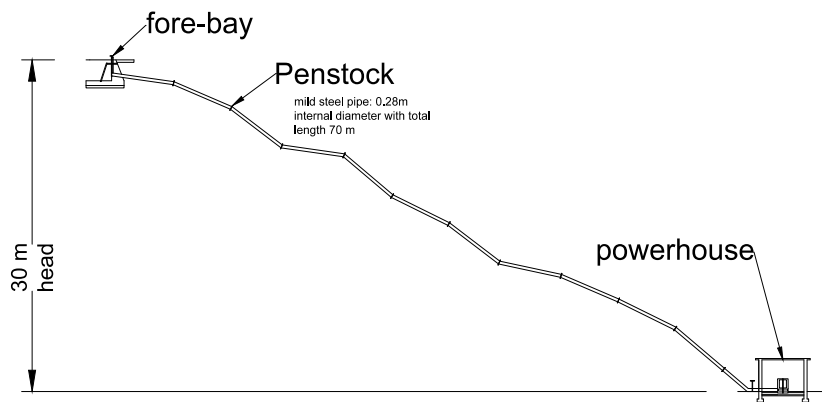 fore-bay
Penstock
mild steel pipe: 0.28m
internal diameter with total
length 70 m
30 m
head
powerhouse